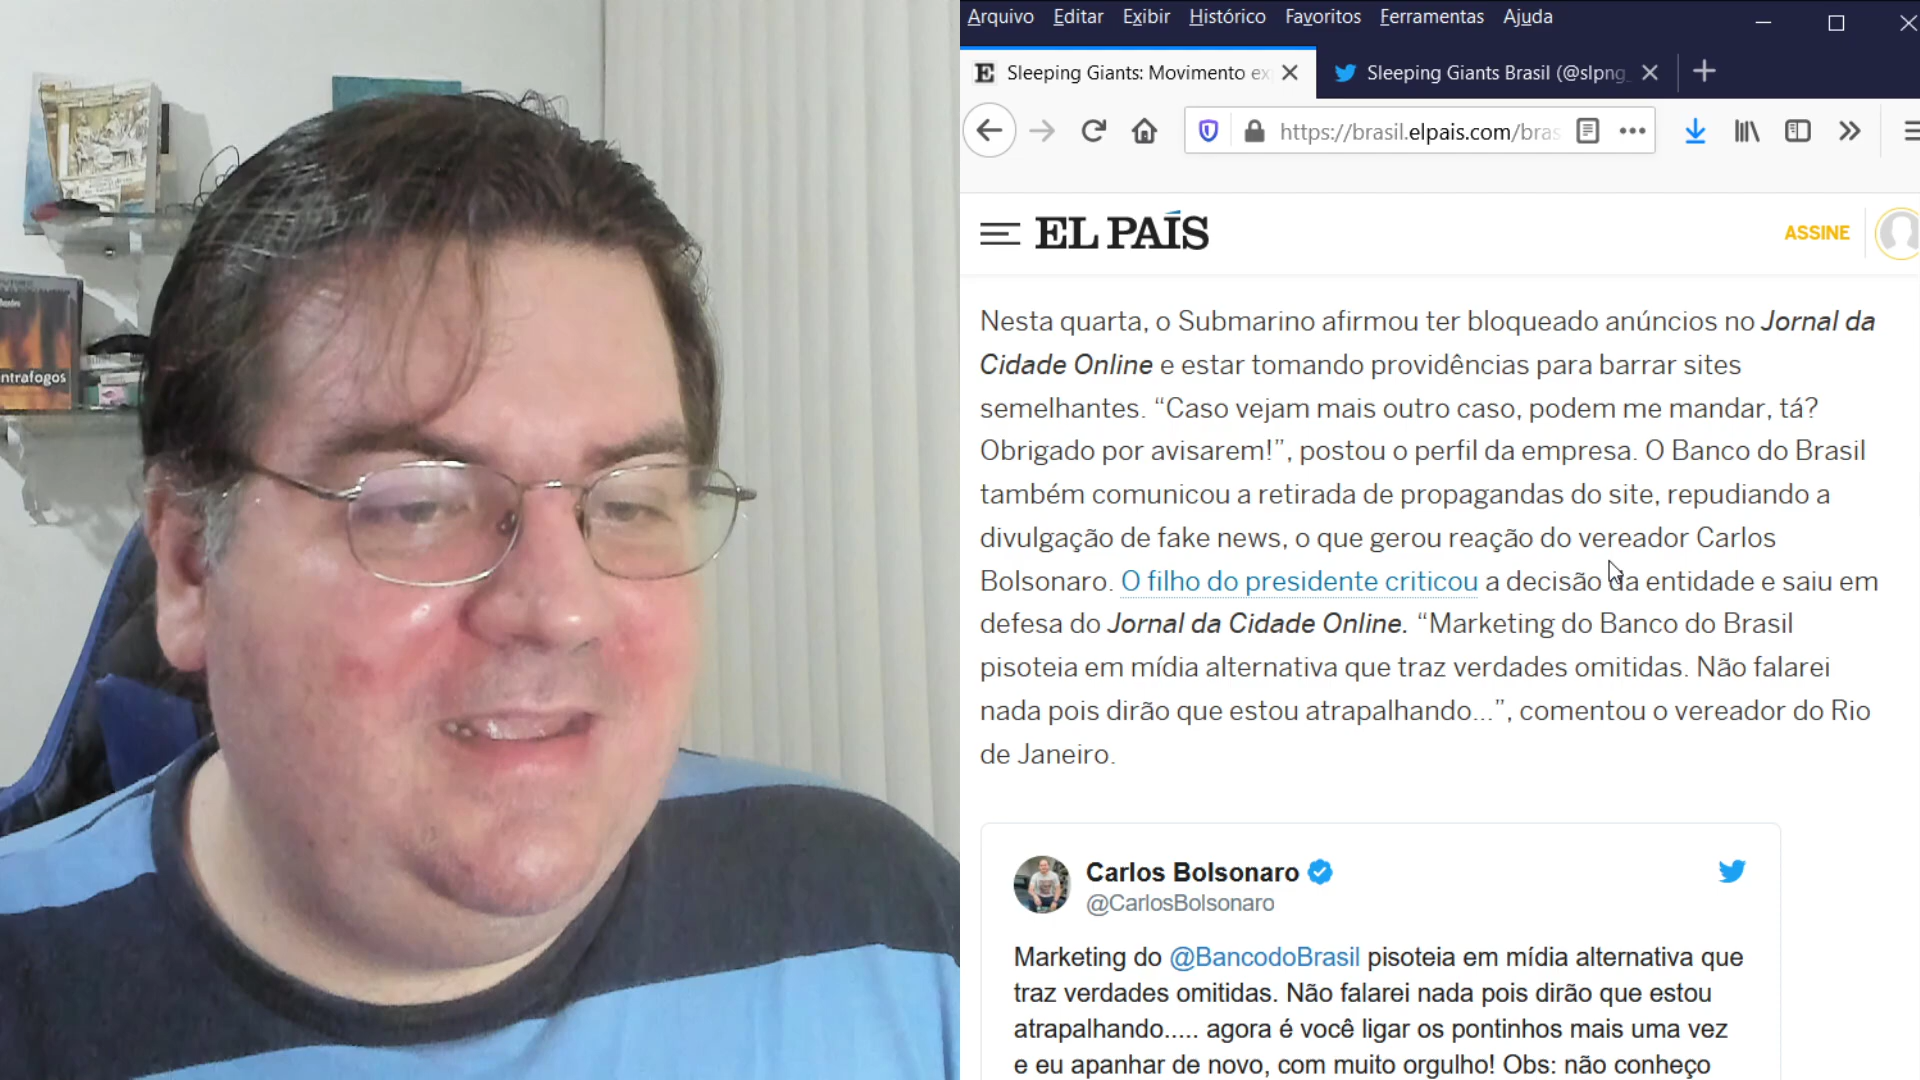 ntrafogos
Arquivo Editar Exibir Histórico Favoritos Ferramentas Ajuda
Sleeping Giants: Movimento ex
Sleeping Giants Brasil (@slpng_
https://brasil.elpais.com/bras
EL PAÍS
ASSINE
Nesta quarta, o Submarino afirmou ter bloqueado anúncios no Jornal da
Cidade Online e estar tomando providências para barrar sites
semelhantes. “Caso vejam mais outro caso, podem me mandar, tá?
Obrigado por avisarem!”, postou o perfil da empresa. O Banco do Brasil
também comunicou a retirada de propagandas do site, repudiando a
divulgação de fake news, o que gerou reação do vereador Carlos
Bolsonaro. O filho do presidente criticou a decisão da entidade e saiu em
defesa do Jornal da Cidade Online. “Marketing do Banco do Brasil
pisoteia em mídia alternativa que traz verdades omitidas. Não falarei
nada pois dirão que estou atrapalhando...”, comentou o vereador do Rio
de Janeiro.
Carlos Bolsonaro
@CarlosBolsonaro
Marketing do @BancodoBrasil pisoteia em mídia alternativa que
traz verdades omitidas. Não falarei nada pois dirão que estou
atrapalhando..... agora é você ligar os pontinhos mais uma vez
e eu apanhar de novo, com muito orgulho! Obs: não conheço